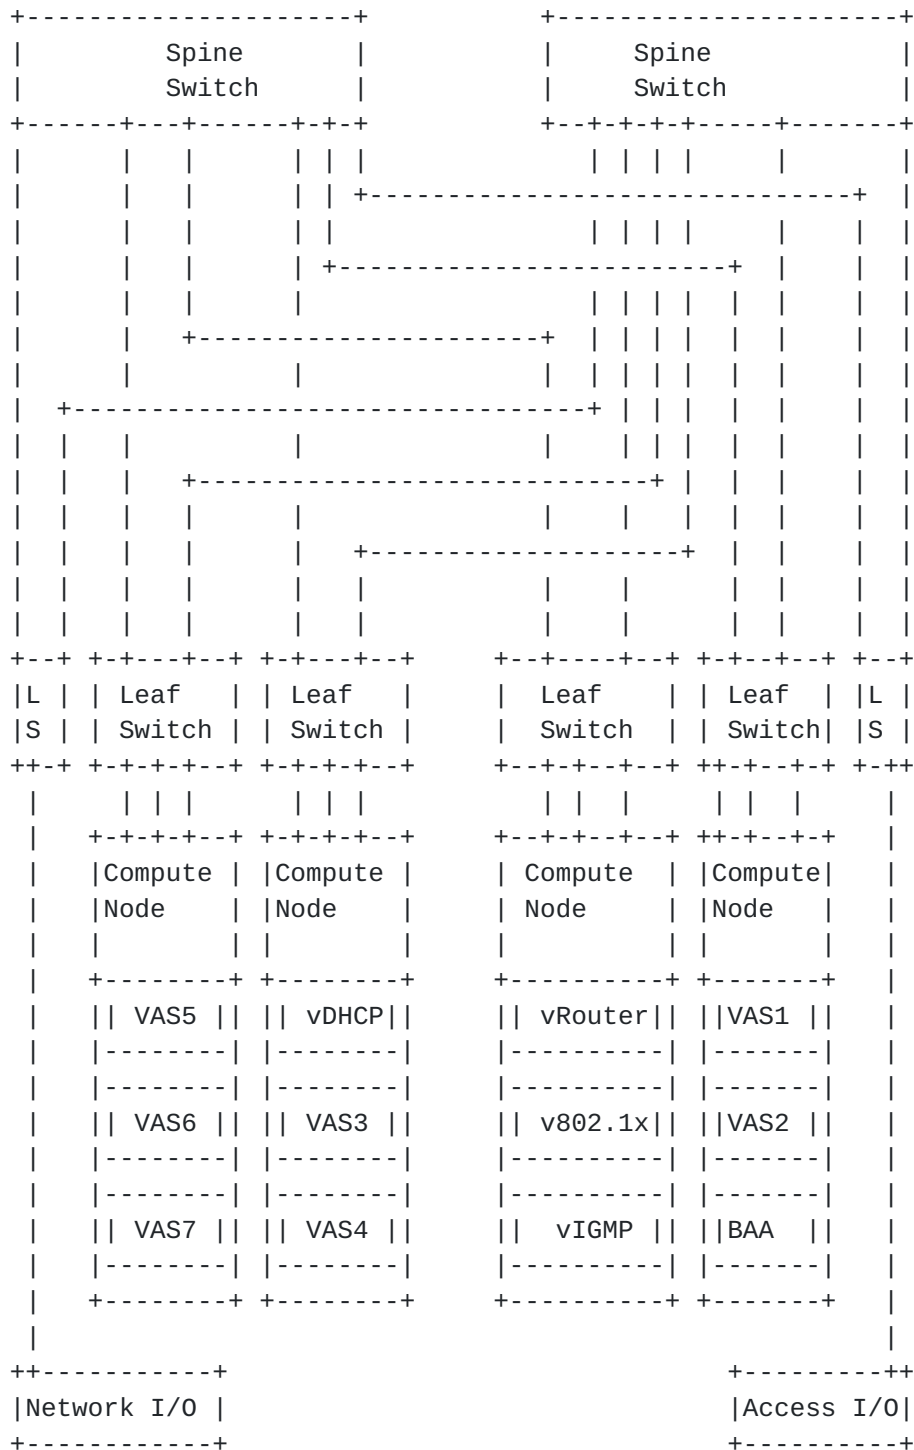 Spine Spine
Switch Switch
L Leaf Leaf Leaf Leaf L
S Switch Switch Switch Switch S
Compute Compute Compute Compute
Node Node Node Node
VAS5 vDHCP vRouter VAS1
VAS6 VAS3 v802.1x VAS2
VAS7 VAS4 vIGMP BAA
Network I/O Access I/O